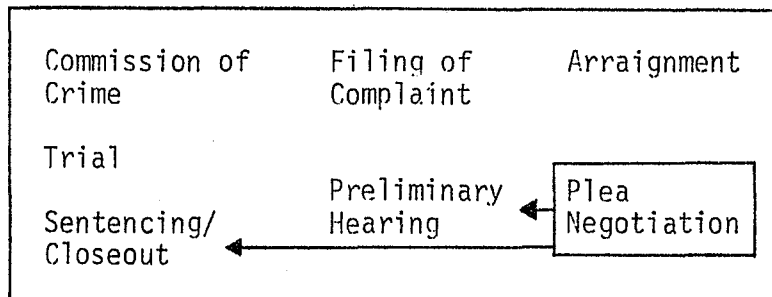 Commission of Crime
Filing of Complaint
Arraignment
Trial
Preliminary Hearing
Plea Negotiation
Sentencing/
Closeout